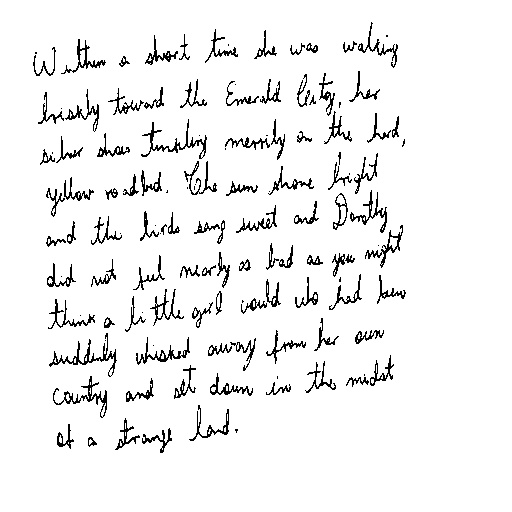 Within a short time she was walking
briskly toward the Emerald City, her
silver shoes tinkling merrily on the hard,
yellow roadbed. The sun shone bright
and the birds sang sweet and Dorothy
did not feel nearly as bad as you might
think a little girl would who had been
suddenly whisked away from her own
country and set down in the midst
of a strange land.